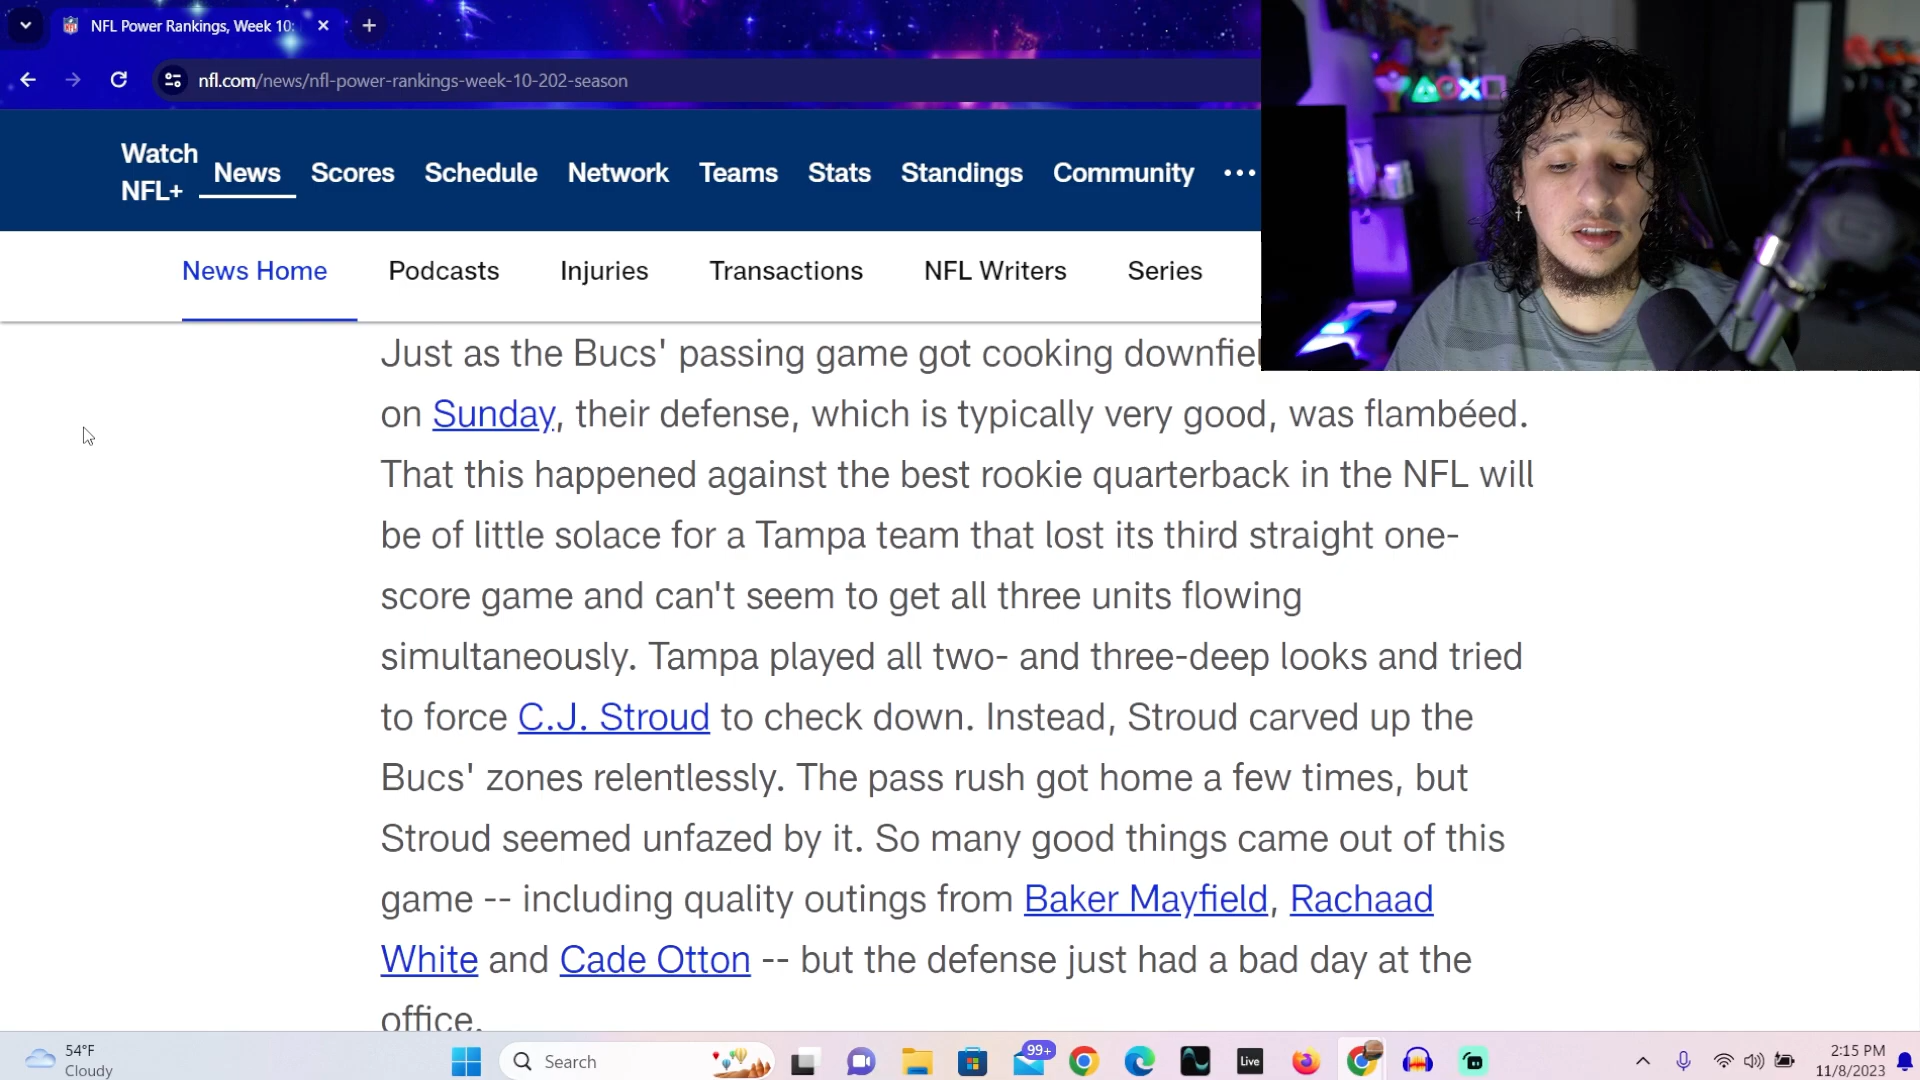 NFL Power Rankings, Week 10:
nfl.com/news/nfl-power-rankings-week-10-202-season
Watch
NFL+
News
Scores
Schedule
Network
Teams
Stats
Standings
Community
News Home
Podcasts
Injuries
Transactions
NFL Writers
Series
Just as the Bucs' passing game got cooking downfiel
on Sunday, their defense, which is typically very good, was flambéed.
That this happened against the best rookie quarterback in the NFL will
be of little solace for a Tampa team that lost its third straight one-
score game and can't seem to get all three units flowing
simultaneously. Tampa played all two- and three-deep looks and tried
to force C.J. Stroud to check down. Instead, Stroud carved up the
Bucs' zones relentlessly. The pass rush got home a few times, but
Stroud seemed unfazed by it. So many good things came out of this
game -- including quality outings from Baker Mayfield, Rachaad
White and Cade Otton -- but the defense just had a bad day at the
office.
54°F
Cloudy
Search
99+
Live
2:15 PM
11/8/2023